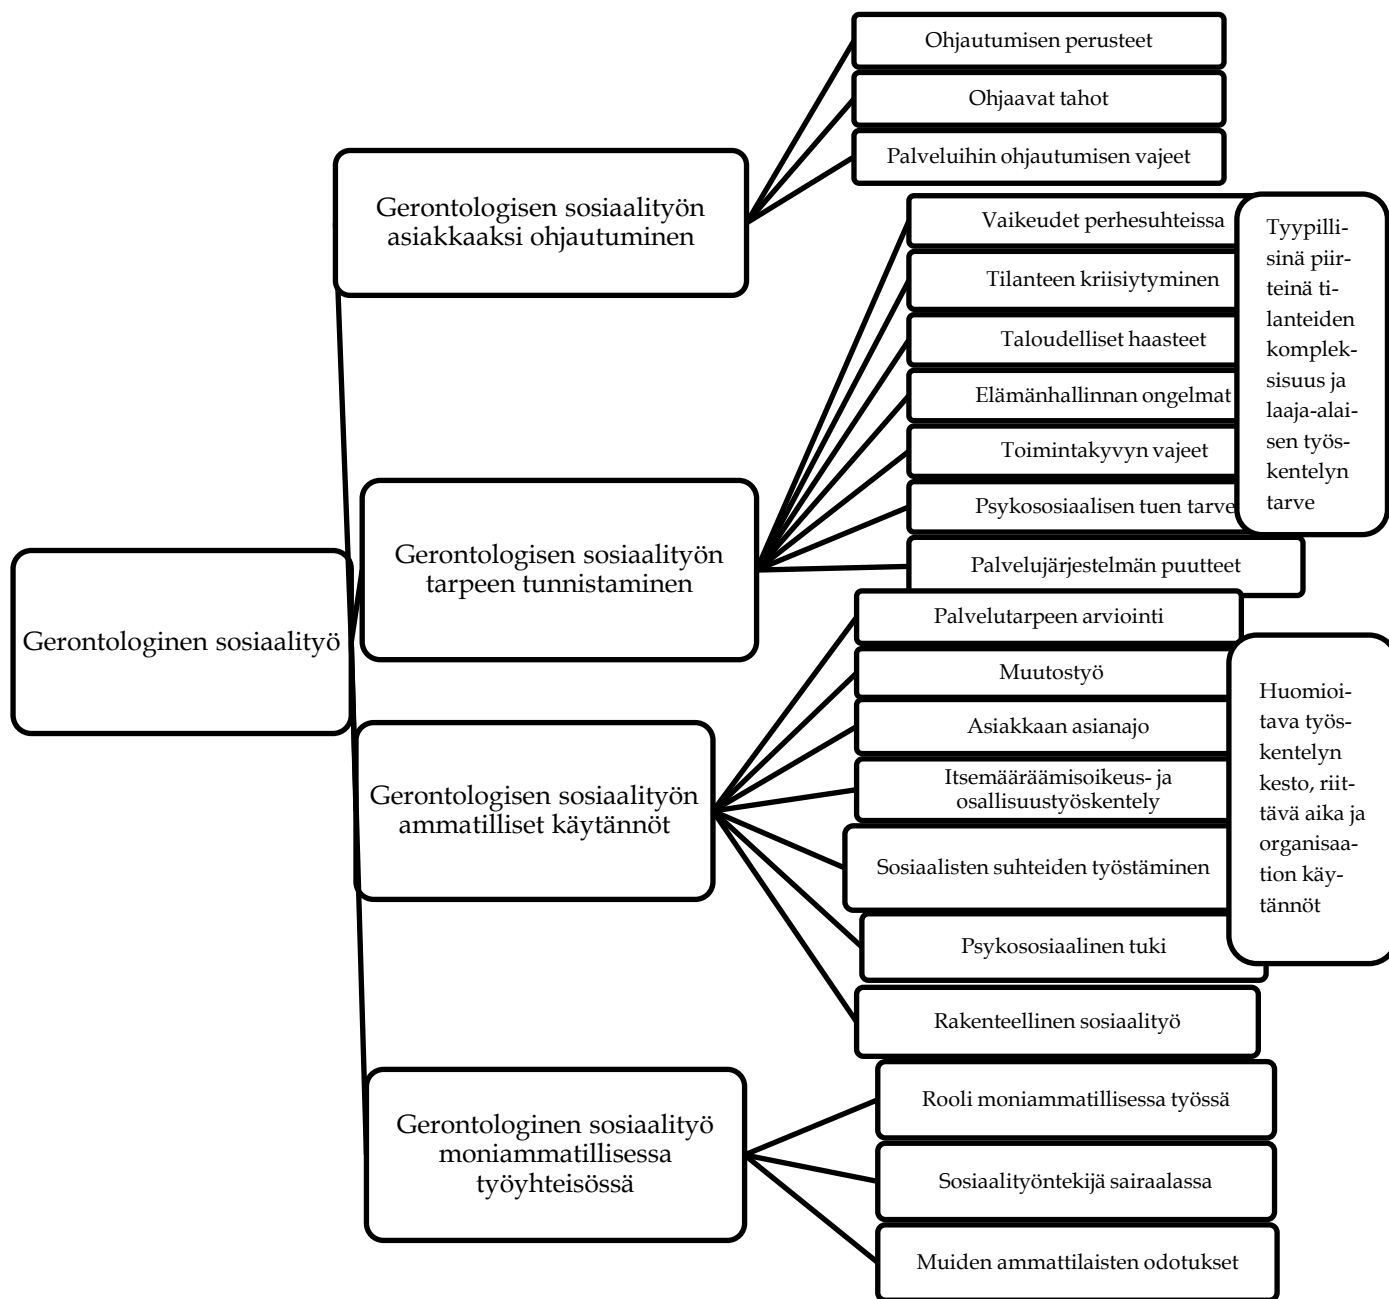 Gerontologinen sosiaalityö
Gerontologisen sosiaalityön
asiakkaaksi ohjautuminen
Ohjautumisen perusteet
Ohjaavat tahot
Palveluihin ohjautumisen vajeet
Gerontologisen sosiaalityön
tarpeen tunnistaminen
Vaikeudet perhesuhteissa
Tilanteen kriisiytyminen
Taloudelliset haasteet
Elämänhallinnan ongelmat
Toimintakyvyn vajeet
Psykososiaalisen tuen tarve
Palvelujärjestelmän puutteet
Tyypilli-
sinä piir-
teinä ti-
lanteiden
komplek-
sisuus ja
laaja-alai-
sen työs-
kentelyn
tarve
Gerontologisen sosiaalityön
ammatilliset käytännöt
Palvelutarpeen arviointi
Muutostyö
Asiakkaan asianajo
Itsemääräämisoikeus- ja
osallisuustyöskentely
Sosiaalisten suhteiden työstäminen
Psykososiaalinen tuki
Rakenteellinen sosiaalityö
Huomioi-
tava työs-
kentelyn
kesto, riit-
tävä aika ja
organisaa-
tion käy-
tännöt
Gerontologinen sosiaalityö
moniammatillisessa
työyhteisössä
Rooli moniammatillisessa työssä
Sosiaalityöntekijä sairaalassa
Muiden ammattilaisten odotukset